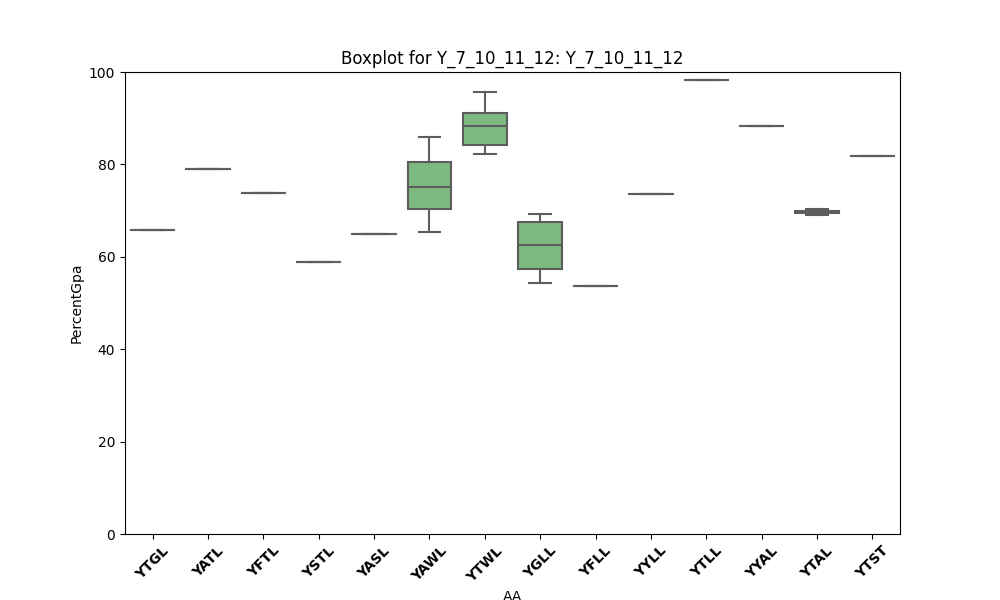 Boxplot for Y_7_10_11_12: Y_7_10_11_12
PercentGpa
100
80
60
40
20
0
YTGL YATL YFTL YSTL YASL YAWL YTWL YGLL YFLL YYLL YTLL YYAL YTAL YTST
AA